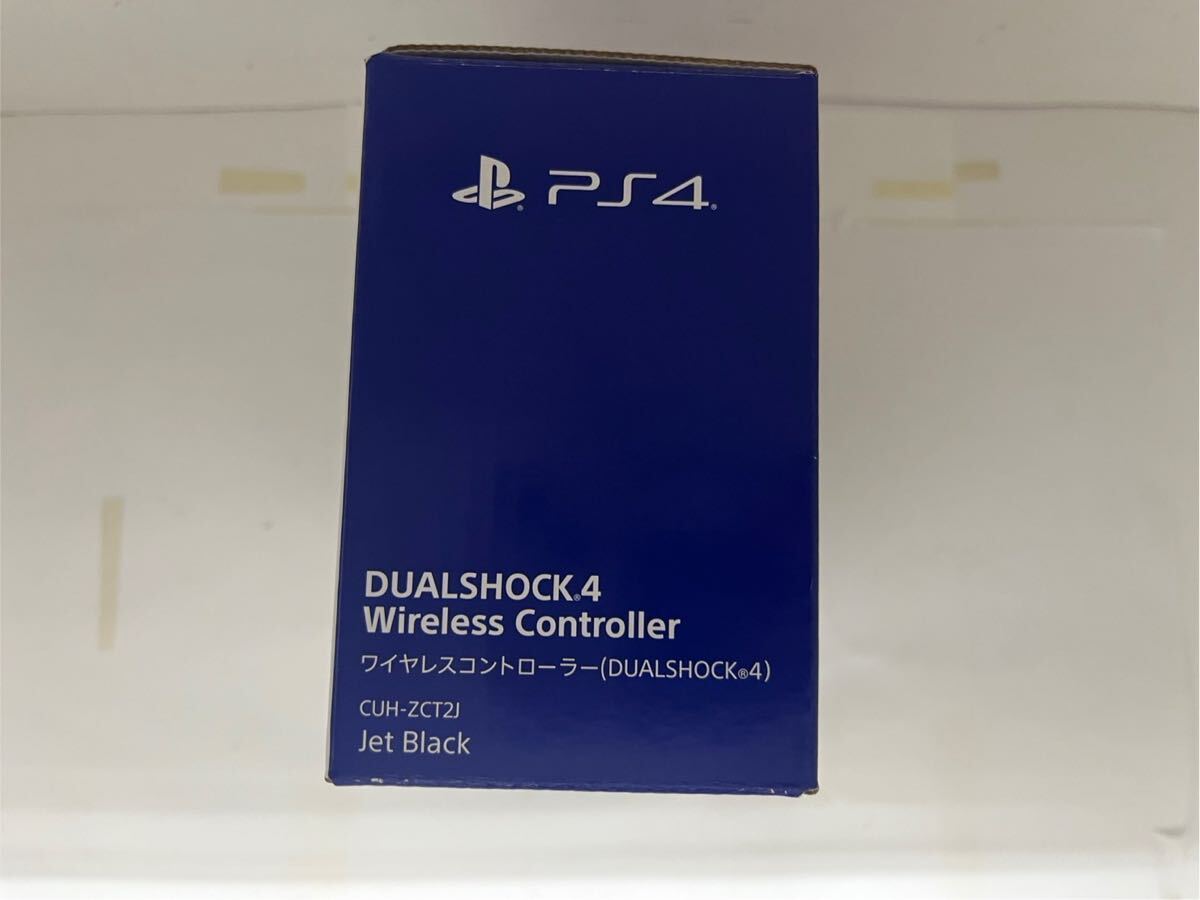 PS4®
DUALSHOCK®4
Wireless Controller
ワイヤレスコントローラー(DUALSHOCK®4)
CUH-ZCT2J
Jet Black